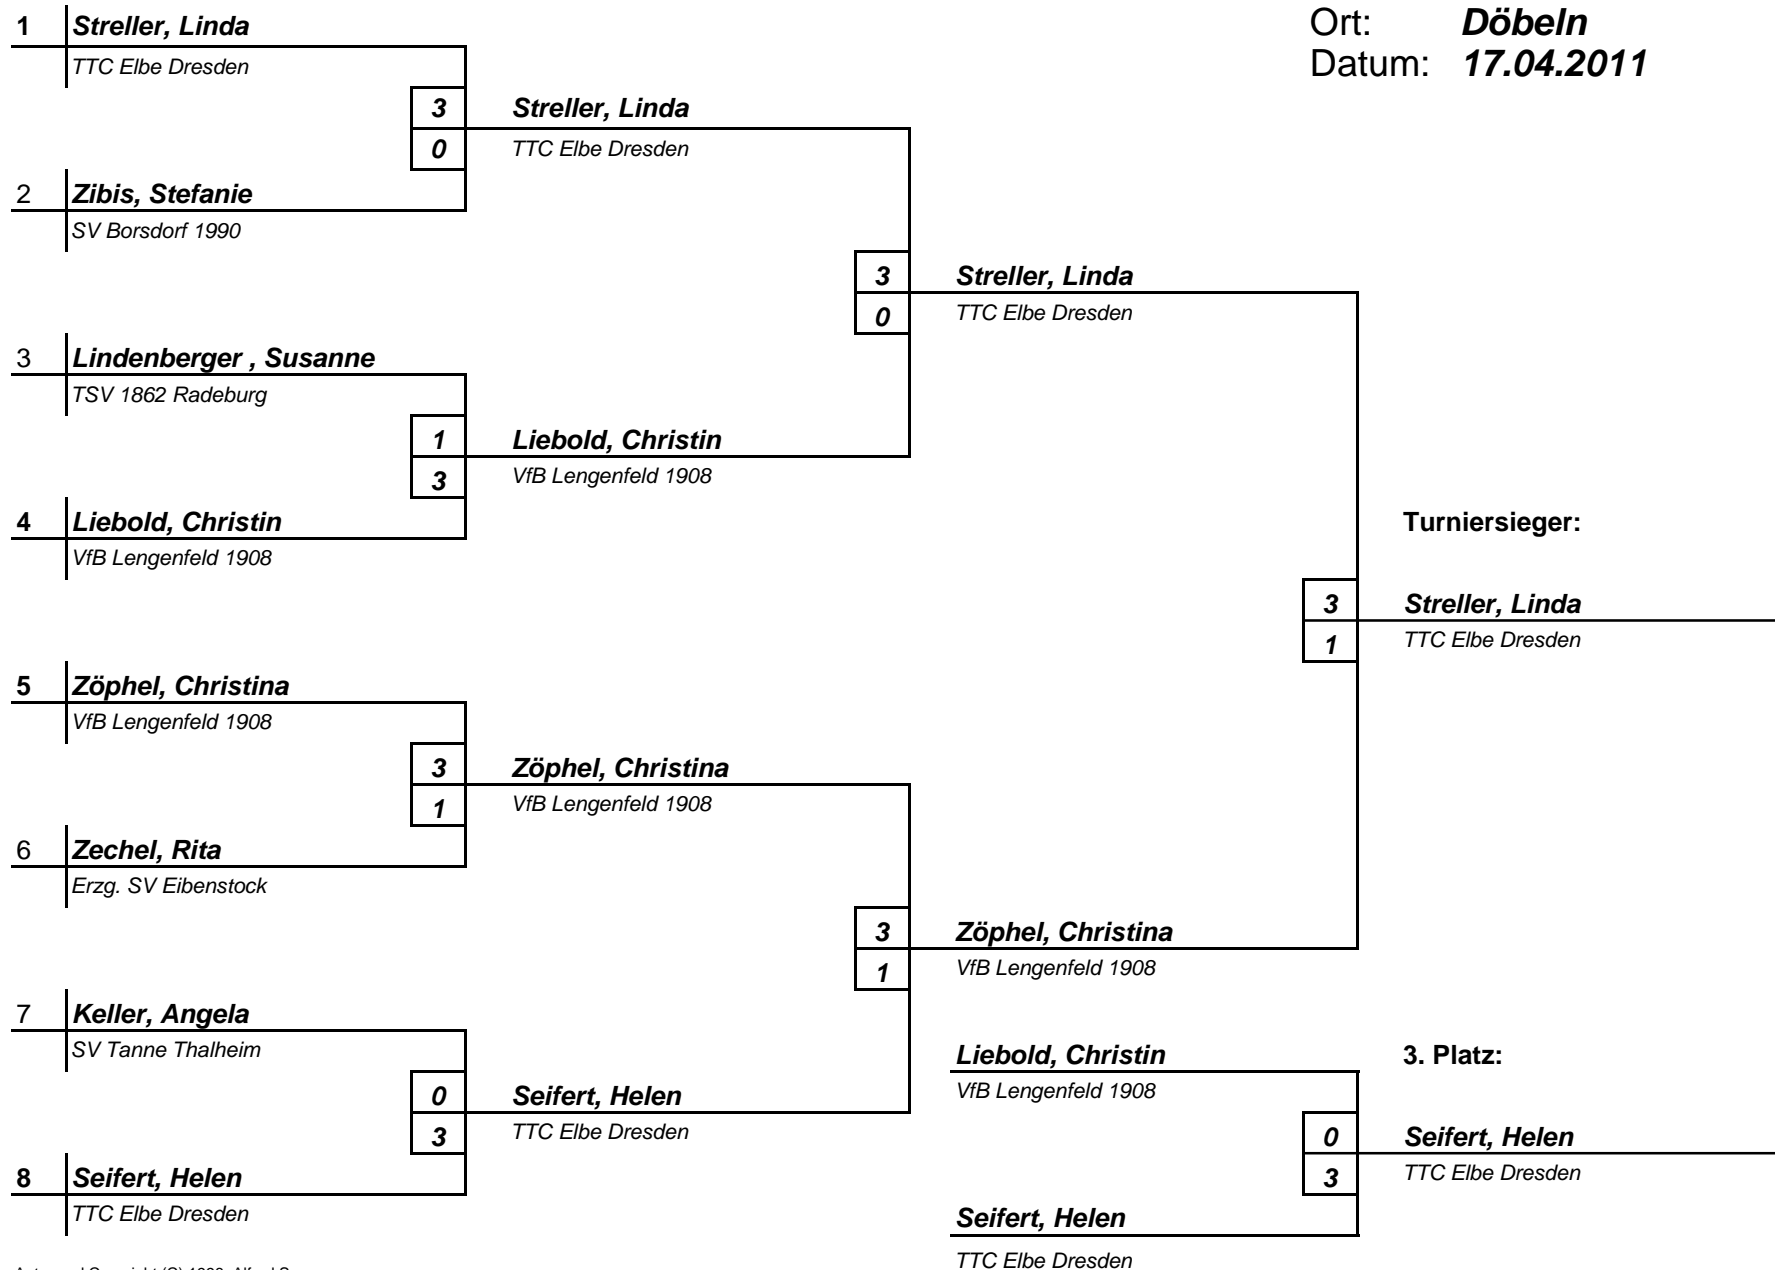 Ort: Döbeln
Datum: 17.04.2011
1 Streller, Linda
TTC Elbe Dresden
3 Streller, Linda
0 TTC Elbe Dresden
2 Zibis, Stefanie
SV Borsdorf 1990
3 Streller, Linda
0 TTC Elbe Dresden
3 Lindenberger , Susanne
TSV 1862 Radeburg
1 Liebold, Christin
3 VfB Lengenfeld 1908
4 Liebold, Christin
VfB Lengenfeld 1908
Turniersieger:
3 Streller, Linda
1 TTC Elbe Dresden
5 Zöphel, Christina
VfB Lengenfeld 1908
3 Zöphel, Christina
1 VfB Lengenfeld 1908
6 Zechel, Rita
Erzg. SV Eibenstock
3 Zöphel, Christina
1 VfB Lengenfeld 1908
7 Keller, Angela
SV Tanne Thalheim
Liebold, Christin
VfB Lengenfeld 1908
3. Platz:
0 Seifert, Helen
3 TTC Elbe Dresden
0 Seifert, Helen
3 TTC Elbe Dresden
8 Seifert, Helen
TTC Elbe Dresden
Seifert, Helen
TTC Elbe Dresden